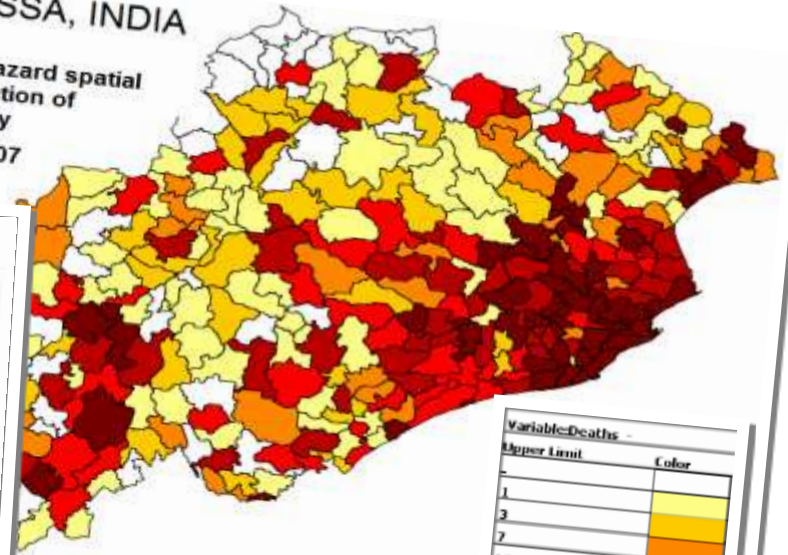 SSA, INDIA
azard spatial
tion of
y
07
Variable:Deaths -
Upper Limit
Color
-
1
3
7